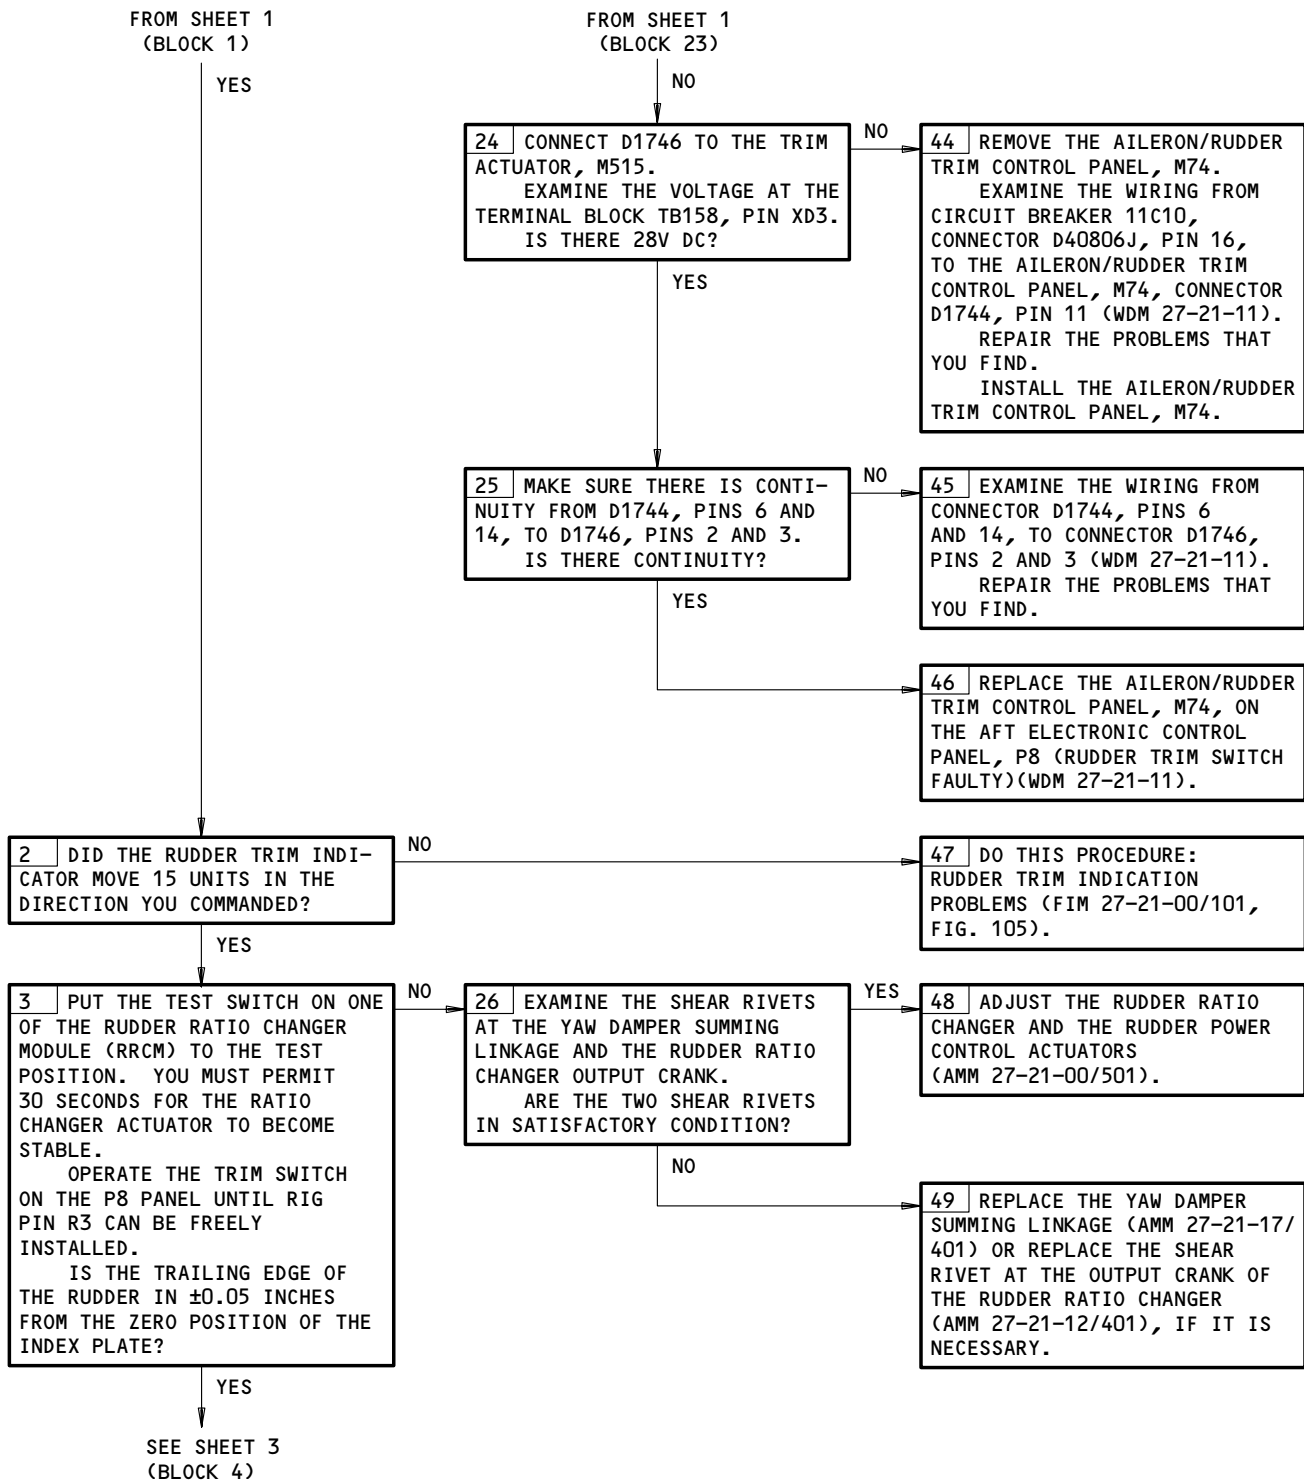 FROM SHEET 1
(BLOCK 1)
YES
FROM SHEET 1
(BLOCK 23)
NO
24 CONNECT D1746 TO THE TRIM
ACTUATOR, M515.
EXAMINE THE VOLTAGE AT THE
TERMINAL BLOCK TB158, PIN XD3.
IS THERE 28V DC?
NO
YES
44 REMOVE THE AILERON/RUDDER
TRIM CONTROL PANEL, M74.
EXAMINE THE WIRING FROM
CIRCUIT BREAKER 11C10,
CONNECTOR D40806J, PIN 16,
TO THE AILERON/RUDDER TRIM
CONTROL PANEL, M74, CONNECTOR
D1744, PIN 11 (WDM 27-21-11).
REPAIR THE PROBLEMS THAT
YOU FIND.
INSTALL THE AILERON/RUDDER
TRIM CONTROL PANEL, M74.
25 MAKE SURE THERE IS CONTI-
NUITY FROM D1744, PINS 6 AND
14, TO D1746, PINS 2 AND 3.
IS THERE CONTINUITY?
NO
YES
45 EXAMINE THE WIRING FROM
CONNECTOR D1744, PINS 6
AND 14, TO CONNECTOR D1746,
PINS 2 AND 3 (WDM 27-21-11).
REPAIR THE PROBLEMS THAT
YOU FIND.
46 REPLACE THE AILERON/RUDDER
TRIM CONTROL PANEL, M74, ON
THE AFT ELECTRONIC CONTROL
PANEL, P8 (RUDDER TRIM SWITCH
FAULTY)(WDM 27-21-11).
2 DID THE RUDDER TRIM INDI-
CATOR MOVE 15 UNITS IN THE
DIRECTION YOU COMMANDED?
NO
YES
47 DO THIS PROCEDURE:
RUDDER TRIM INDICATION
PROBLEMS (FIM 27-21-00/101,
FIG. 105).
3 PUT THE TEST SWITCH ON ONE
OF THE RUDDER RATIO CHANGER
MODULE (RRCM) TO THE TEST
POSITION. YOU MUST PERMIT
30 SECONDS FOR THE RATIO
CHANGER ACTUATOR TO BECOME
STABLE.
OPERATE THE TRIM SWITCH
ON THE P8 PANEL UNTIL RIG
PIN R3 CAN BE FREELY
INSTALLED.
IS THE TRAILING EDGE OF
THE RUDDER IN ±0.05 INCHES
FROM THE ZERO POSITION OF THE
INDEX PLATE?
NO
YES
26 EXAMINE THE SHEAR RIVETS
AT THE YAW DAMPER SUMMING
LINKAGE AND THE RUDDER RATIO
CHANGER OUTPUT CRANK.
ARE THE TWO SHEAR RIVETS
IN SATISFACTORY CONDITION?
YES
NO
48 ADJUST THE RUDDER RATIO
CHANGER AND THE RUDDER POWER
CONTROL ACTUATORS
(AMM 27-21-00/501).
49 REPLACE THE YAW DAMPER
SUMMING LINKAGE (AMM 27-21-17/
401) OR REPLACE THE SHEAR
RIVET AT THE OUTPUT CRANK OF
THE RUDDER RATIO CHANGER
(AMM 27-21-12/401), IF IT IS
NECESSARY.
SEE SHEET 3
(BLOCK 4)